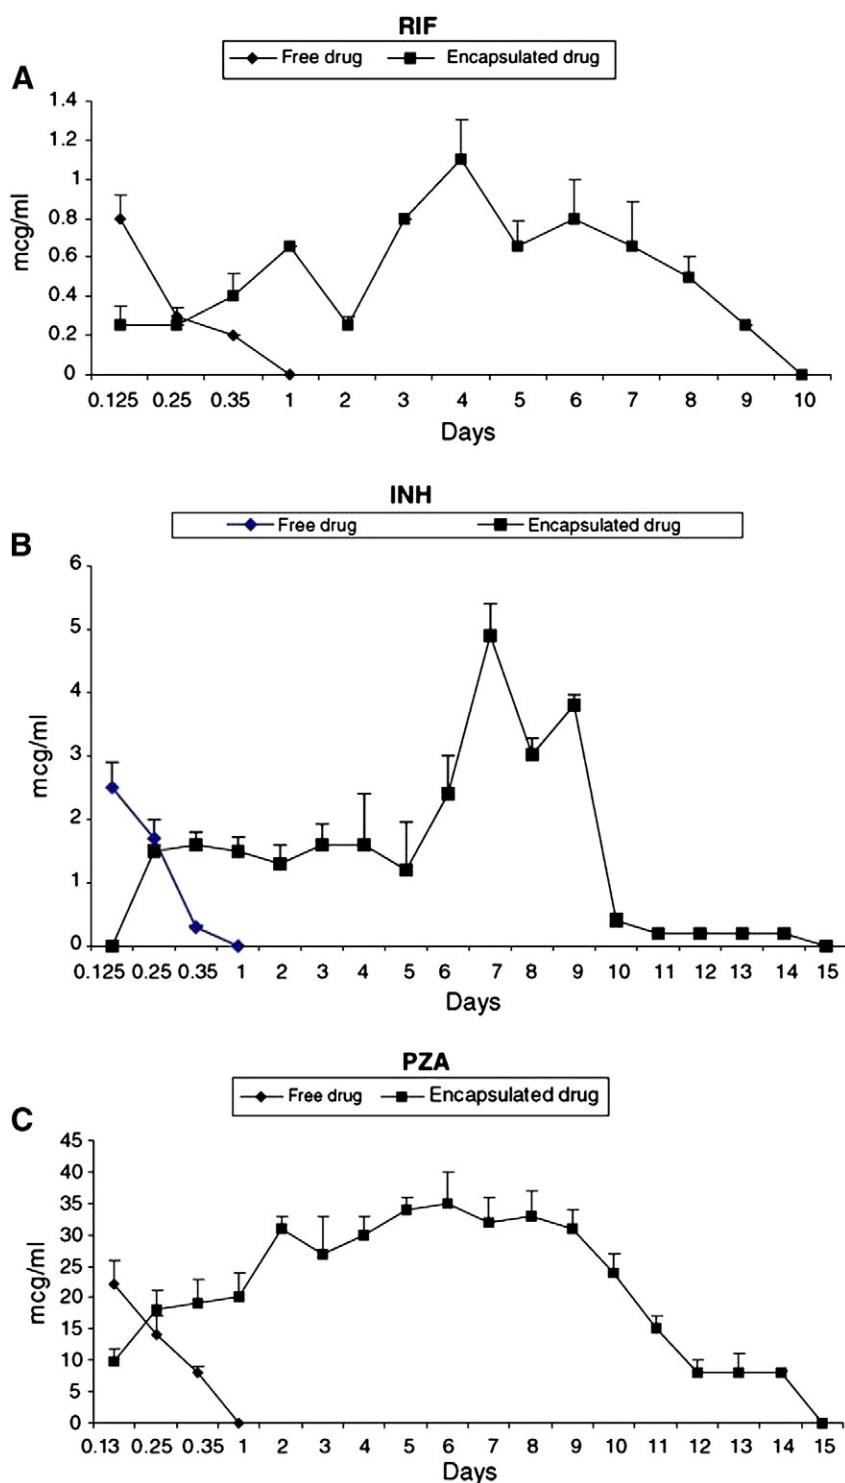 RIF
Free drug Encapsulated drug
A
1.4
1.2
1
0.8
0.6
0.4
0.2
0
mcg/ml
0.125 0.25 0.35 1 2 3 4 5 6 7 8 9 10
Days
INH
Free drug Encapsulated drug
B
6
5
4
3
2
1
0
mcg/ml
0.125 0.25 0.35 1 2 3 4 5 6 7 8 9 10 11 12 13 14 15
Days
PZA
Free drug Encapsulated drug
C
45
40
35
30
25
20
15
10
5
0
mcg/ml
0.13 0.25 0.35 1 2 3 4 5 6 7 8 9 10 11 12 13 14 15
Days